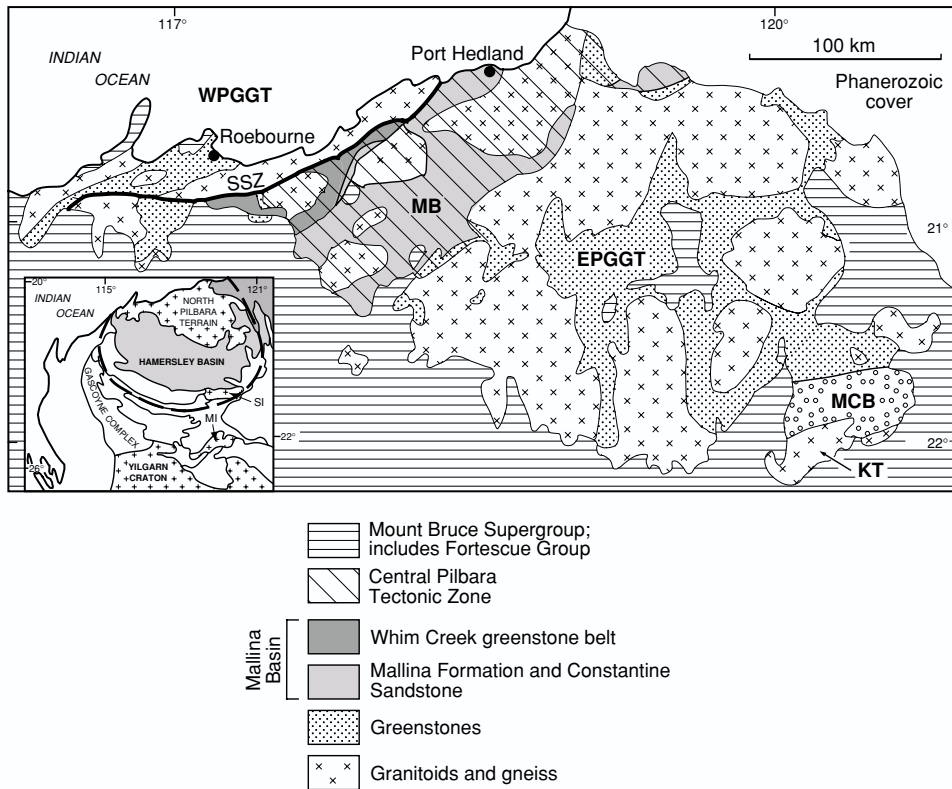 117°
120°
INDIAN
OCEAN
WPGGT
Port Hedland
100 km
Phanerozoic
cover
Roebourne
SSZ
MB
21°
EPGGT
MCB
22°
KT
20°
115°
121°
INDIAN
OCEAN
NORTH
PILBARA
TERRAIN
HAMERSLEY BASIN
GASCOYNE COMPLEX
SI
MI
22°
26°
YILGARN
CRATON
Mount Bruce Supergroup;
includes Fortescue Group
Central Pilbara
Tectonic Zone
Mallina
Basin
Whim Creek greenstone belt
Mallina Formation and Constantine
Sandstone
Greenstones
Granitoids and gneiss